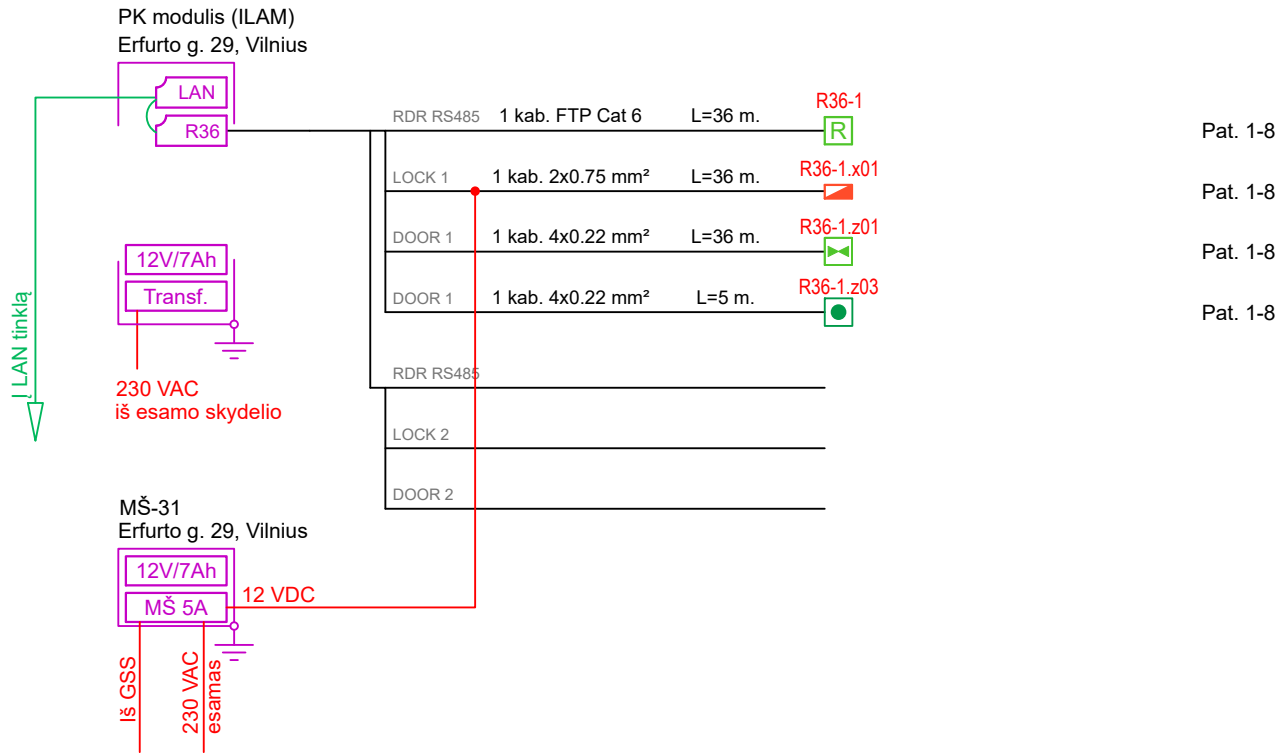 PK modulis (ILAM)
Erfurto g. 29, Vilnius
LAN
R36
RDR RS485 1 kab. FTP Cat 6 L=36 m. R36-1 R Pat. 1-8
LOCK 1 1 kab. 2x0.75 mm² L=36 m. R36-1.x01 Pat. 1-8
DOOR 1 1 kab. 4x0.22 mm² L=36 m. R36-1.z01 Pat. 1-8
DOOR 1 1 kab. 4x0.22 mm² L=5 m. R36-1.z03 Pat. 1-8
12V/7Ah
Transf.
230 VAC
iš esamo skydelio
Į LAN tinklą
RDR RS485
LOCK 2
DOOR 2
MŠ-31
Erfurto g. 29, Vilnius
12V/7Ah
MŠ 5A
12 VDC
Iš GSS
230 VAC
esamas